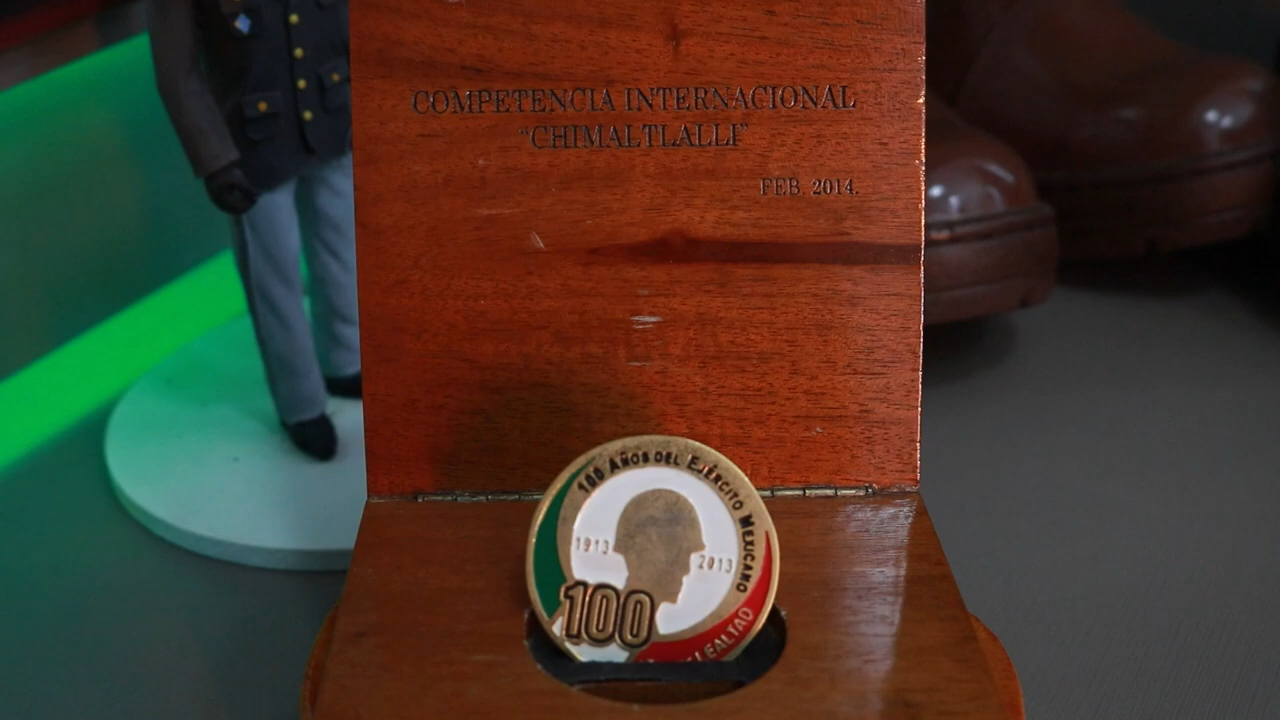 COMPETENCIA INTERNACIONAL
"CHIMALTLALLI"
FEB. 2014.
100 AÑOS DEL EJÉRCITO MEXICANO
1913
2013
100
LEALTAD